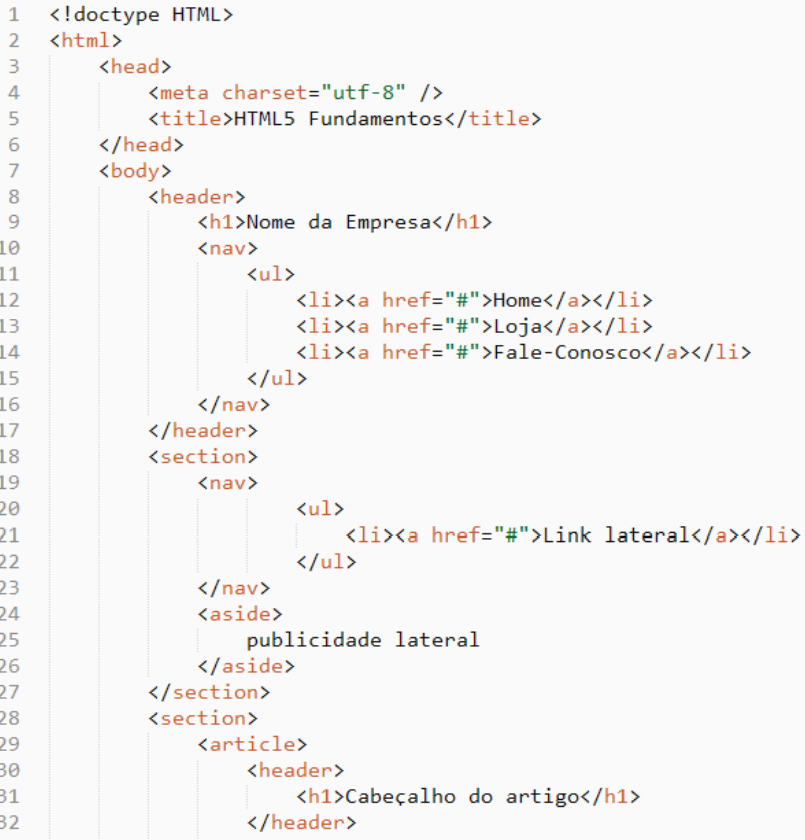 1 <!doctype HTML>
2 <html>
3 <head>
4 <meta charset="utf-8" />
5 <title>HTML5 Fundamentos</title>
6 </head>
7 <body>
8 <header>
9 <h1>Nome da Empresa</h1>
10 <nav>
11 <ul>
12 <li><a href="#">Home</a></li>
13 <li><a href="#">Loja</a></li>
14 <li><a href="#">Fale-Conosco</a></li>
15 </ul>
16 </nav>
17 </header>
18 <section>
19 <nav>
20 <ul>
21 <li><a href="#">Link lateral</a></li>
22 </ul>
23 </nav>
24 <aside>
25 publicidade lateral
26 </aside>
27 </section>
28 <section>
29 <article>
30 <header>
31 <h1>Cabeçalho do artigo</h1>
32 </header>